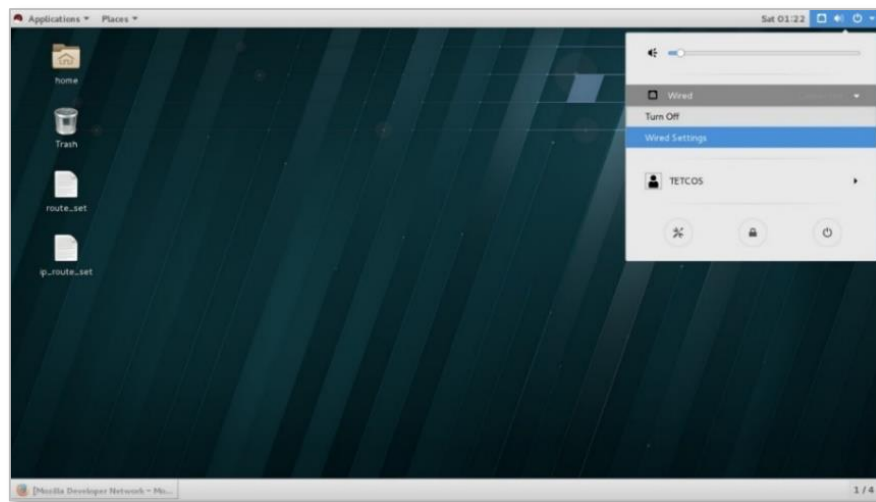 Applications Places Sat 01:22
home
Trash
route_set
ip_route_set
Wired
Turn Off
Wired Settings
TETCOS
[Mozilla Developer Network – Mo...
1 / 4